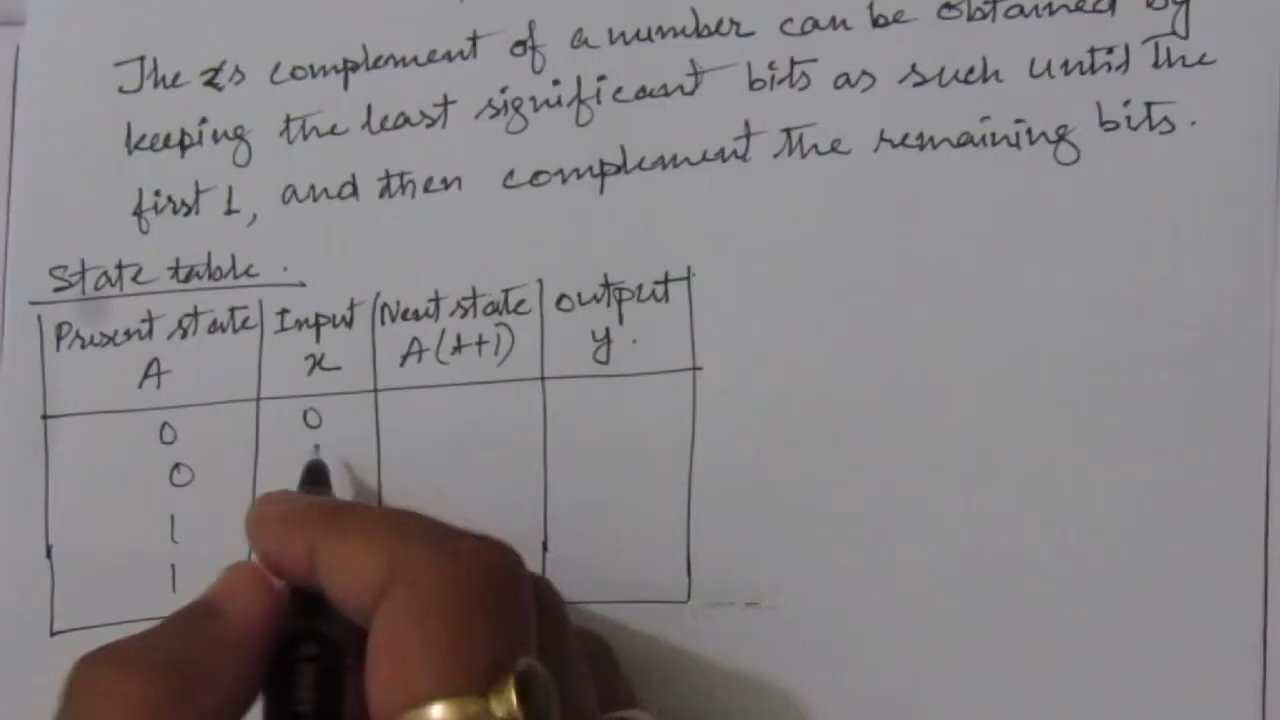 The 2s complement of a number can be obtained by
keeping the least significant bits as such until the
first 1, and then complement the remaining bits.
State table.
Present state Input Next state output
A x A(t+1) y.
0 0
0
1
1